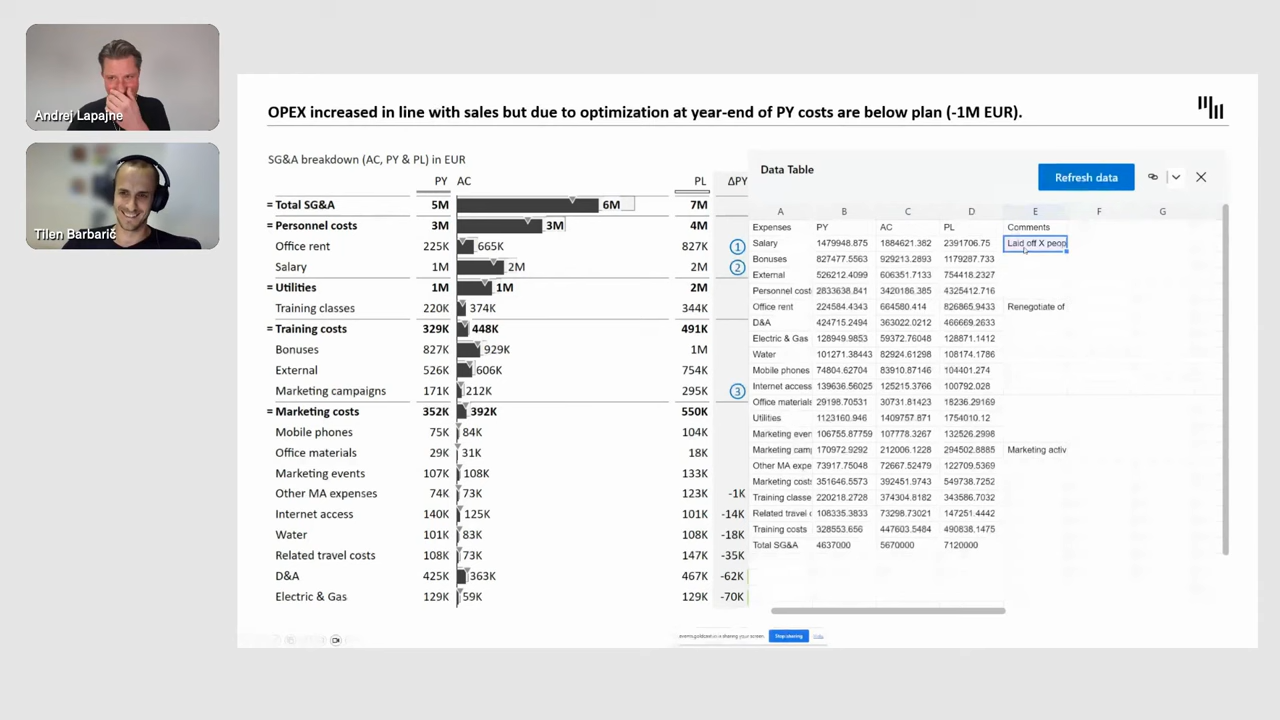 Andrej Lapajne
Tilen Barbarič
OPEX increased in line with sales but due to optimization at year-end of PY costs are below plan (-1M EUR).
SG&A breakdown (AC, PY & PL) in EUR
PY AC PL ΔPY
= Total SG&A 5M 6M 7M
= Personnel costs 3M 3M 4M
Office rent 225K 665K 827K 1
Salary 1M 2M 2M 2
= Utilities 1M 1M 2M
Training classes 220K 374K 344K
= Training costs 329K 448K 491K
Bonuses 827K 929K 1M
External 526K 606K 754K
Marketing campaigns 171K 212K 295K 3
= Marketing costs 352K 392K 550K
Mobile phones 75K 84K 104K
Office materials 29K 31K 18K
Marketing events 107K 108K 133K
Other MA expenses 74K 73K 123K -1K
Internet access 140K 125K 101K -14K
Water 101K 83K 108K -18K
Related travel costs 108K 73K 147K -35K
D&A 425K 363K 467K -62K
Electric & Gas 129K 59K 129K -70K
Data Table
Refresh data
A B C D E F G
Expenses PY AC PL Comments
Salary 1479948.875 1884621.382 2391706.75 Laid off X peop
Bonuses 827477.5563 929213.2893 1179287.733
External 526212.4099 606351.7133 754418.2327
Personnel cost 2833638.841 3420186.385 4325412.716
Office rent 224584.4343 664580.414 826865.9433 Renegotiate of
D&A 424715.2494 363022.0212 466669.2633
Electric & Gas 128949.9853 59372.76048 128871.1412
Water 101271.38443 82924.61298 108174.1786
Mobile phones 74804.62704 83910.87146 104401.274
Internet access 139636.56025 125215.3766 100792.028
Office materials 29198.70531 30731.81423 18236.29169
Utilities 1123160.946 1409757.871 1754010.12
Marketing even 106755.87759 107778.3267 132526.2998
Marketing cam 170972.9292 212006.1228 294502.8885 Marketing activ
Other MA expe 73917.75048 72667.52479 122709.5369
Marketing costs 351646.5573 392451.9743 549738.7252
Training classe 220218.2728 374304.8182 343586.7032
Related travel 108335.3833 73298.73021 147251.4442
Training costs 328553.656 447603.5484 490838.1475
Total SG&A 4637000 5670000 7120000
is sharing your screen. Stop sharing Hide